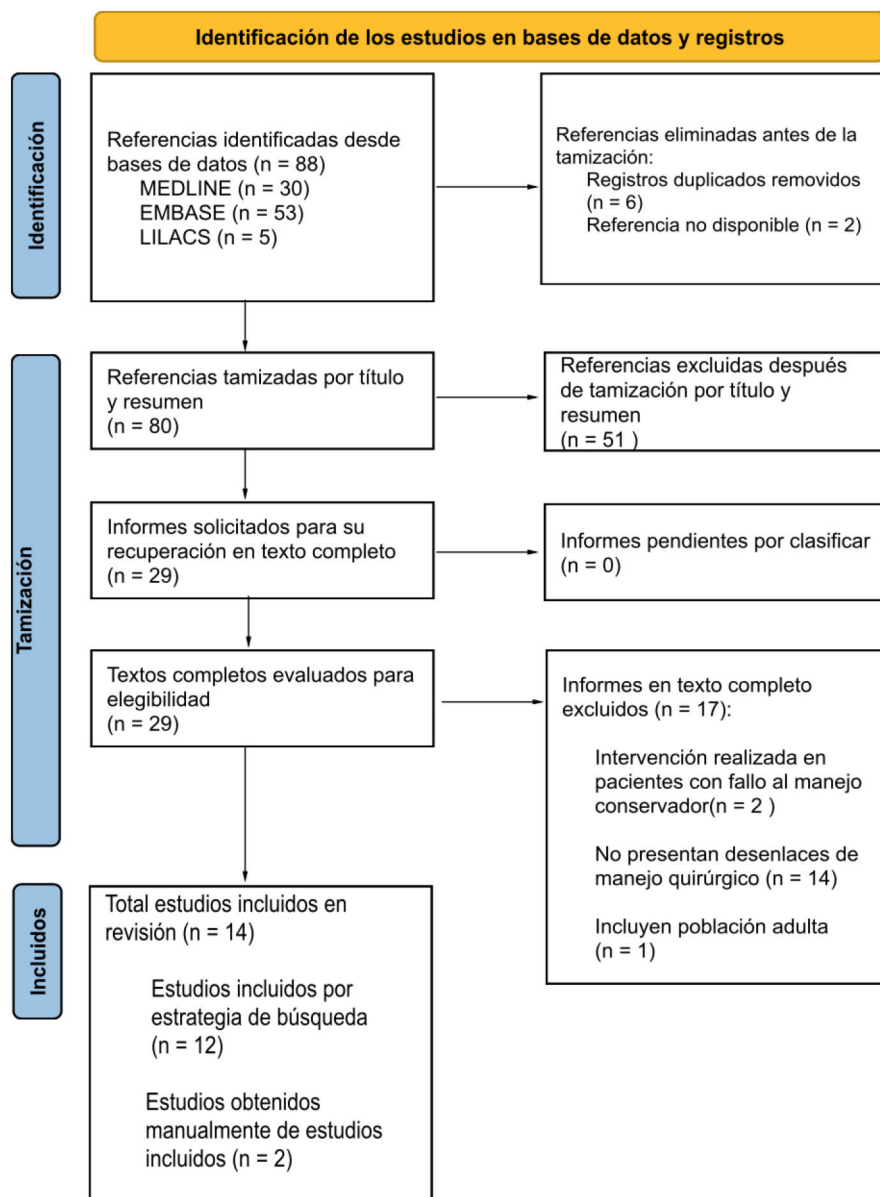 Identificación de los estudios en bases de datos y registros
Identificación
Referencias identificadas desde
bases de datos (n = 88)
MEDLINE (n = 30)
EMBASE (n = 53)
LILACS (n = 5)
Referencias eliminadas antes de la
tamización:
Registros duplicados removidos
(n = 6)
Referencia no disponible (n = 2)
Tamización
Referencias tamizadas por título
y resumen
(n = 80)
Referencias excluidas después
de tamización por título y
resumen
(n = 51 )
Informes solicitados para su
recuperación en texto completo
(n = 29)
Informes pendientes por clasificar
(n = 0)
Textos completos evaluados para
elegibilidad
(n = 29)
Informes en texto completo
excluidos (n = 17):
Intervención realizada en
pacientes con fallo al manejo
conservador(n = 2 )
No presentan desenlaces de
manejo quirúrgico (n = 14)
Incluyen población adulta
(n = 1)
Incluidos
Total estudios incluidos en
revisión (n = 14)
Estudios incluidos por
estrategia de búsqueda
(n = 12)
Estudios obtenidos
manualmente de estudios
incluidos (n = 2)